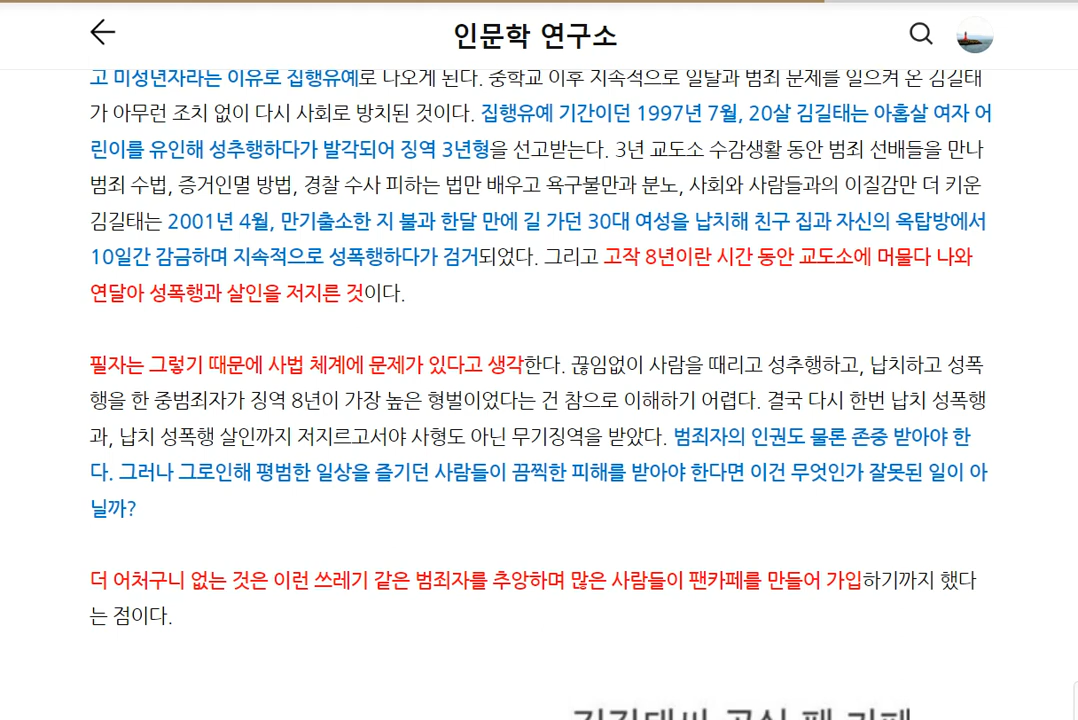 인문학 연구소
고 미성년자라는 이유로 집행유예로 나오게 된다. 중학교 이후 지속적으로 일탈과 범죄 문제를 일으켜 온 김길태
가 아무런 조치 없이 다시 사회로 방치된 것이다. 집행유예 기간이던 1997년 7월, 20살 김길태는 아홉살 여자 어
린이를 유인해 성추행하다가 발각되어 징역 3년형을 선고받는다. 3년 교도소 수감생활 동안 범죄 선배들을 만나
범죄 수법, 증거인멸 방법, 경찰 수사 피하는 법만 배우고 욕구불만과 분노, 사회와 사람들과의 이질감만 더 키운
김길태는 2001년 4월, 만기출소한 지 불과 한달 만에 길 가던 30대 여성을 납치해 친구 집과 자신의 옥탑방에서
10일간 감금하며 지속적으로 성폭행하다가 검거되었다. 그리고 고작 8년이란 시간 동안 교도소에 머물다 나와
연달아 성폭행과 살인을 저지른 것이다.
필자는 그렇기 때문에 사법 체계에 문제가 있다고 생각한다. 끊임없이 사람을 때리고 성추행하고, 납치하고 성폭
행을 한 중범죄자가 징역 8년이 가장 높은 형벌이었다는 건 참으로 이해하기 어렵다. 결국 다시 한번 납치 성폭행
과, 납치 성폭행 살인까지 저지르고서야 사형도 아닌 무기징역을 받았다. 범죄자의 인권도 물론 존중 받아야 한
다. 그러나 그로인해 평범한 일상을 즐기던 사람들이 끔찍한 피해를 받아야 한다면 이건 무엇인가 잘못된 일이 아
닐까?
더 어처구니 없는 것은 이런 쓰레기 같은 범죄자를 추앙하며 많은 사람들이 팬카페를 만들어 가입하기까지 했다
는 점이다.